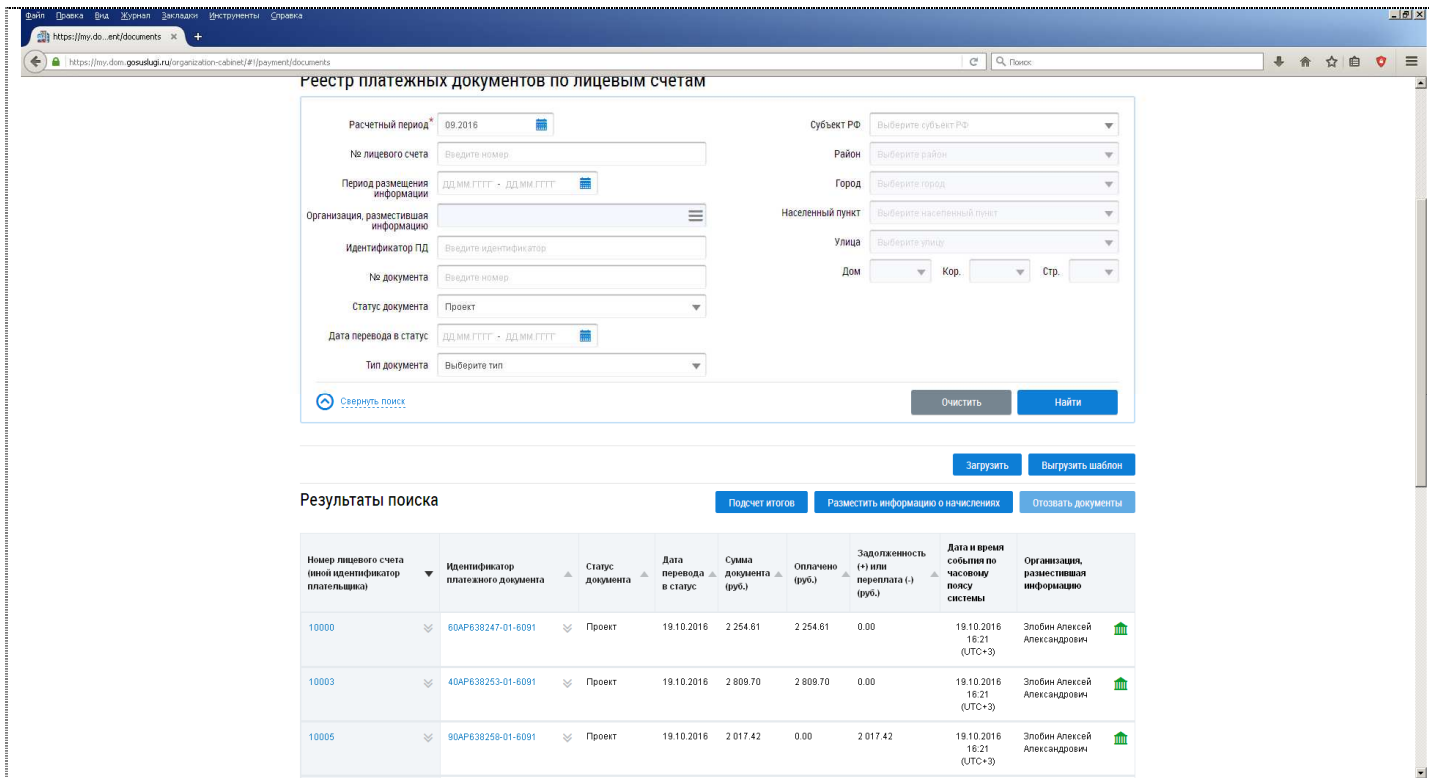 Файл Правка Вид Журнал Закладки Инструменты Справка
https://my.do...ent/documents × +
https://my.dom.gosuslugi.ru/organization-cabinet/#!/payment/documents
Поиск
Реестр платежных документов по лицевым счетам
Расчетный период* 09.2016
№ лицевого счета Введите номер
Период размещения информации ДД.ММ.ГГГГ - ДД.ММ.ГГГГ
Организация, разместившая информацию
Идентификатор ПД Введите идентификатор
№ документа Введите номер
Статус документа Проект
Дата перевода в статус ДД.ММ.ГГГГ - ДД.ММ.ГГГГ
Тип документа Выберите тип
Субъект РФ Выберите субъект РФ
Район Выберите район
Город Выберите город
Населенный пункт Выберите населенный пункт
Улица Выберите улицу
Дом Кор. Стр.
Свернуть поиск
Очистить Найти
Загрузить Выгрузить шаблон
Результаты поиска
Подсчет итогов Разместить информацию о начислениях Отозвать документы
Номер лицевого счета (иной идентификатор плательщика) Идентификатор платежного документа Статус документа Дата перевода в статус Сумма документа (руб.) Оплачено (руб.) Задолженность (+) или переплата (-) (руб.) Дата и время события по часовому поясу системы Организация, разместившая информацию
10000 60АР638247-01-6091 Проект 19.10.2016 2 254.61 2 254.61 0.00 19.10.2016 16:21 (UTC+3) Злобин Алексей Александрович
10003 40АР638253-01-6091 Проект 19.10.2016 2 809.70 2 809.70 0.00 19.10.2016 16:21 (UTC+3) Злобин Алексей Александрович
10005 90АР638258-01-6091 Проект 19.10.2016 2 017.42 0.00 2 017.42 19.10.2016 16:21 (UTC+3) Злобин Алексей Александрович